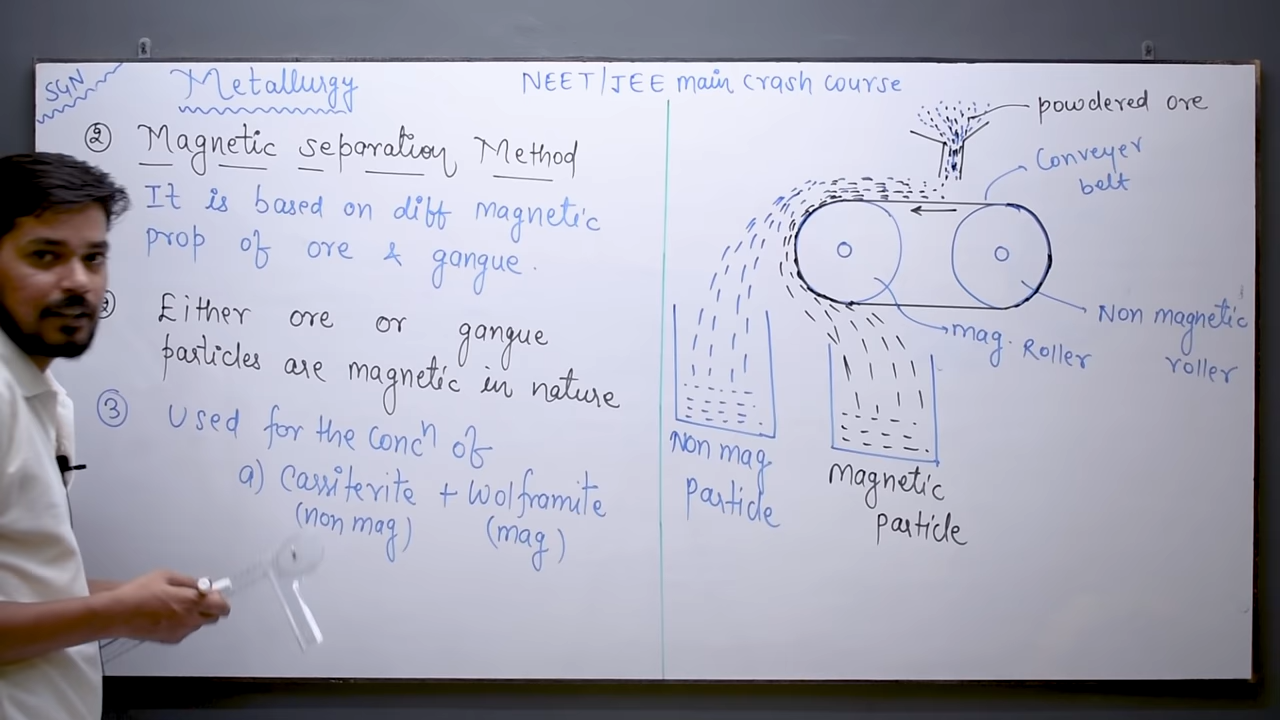 SGN
Metallurgy
NEET/JEE main crash course
② Magnetic separation Method
It is based on diff magnetic
prop of ore & gangue.
Either ore or gangue
particles are magnetic in nature
③ Used for the concⁿ of
a) Cassiterite + Wolframite
(non mag) (mag)
powdered ore
Conveyer
belt
mag. Roller
Non magnetic
roller
Non mag
Particle
Magnetic
particle